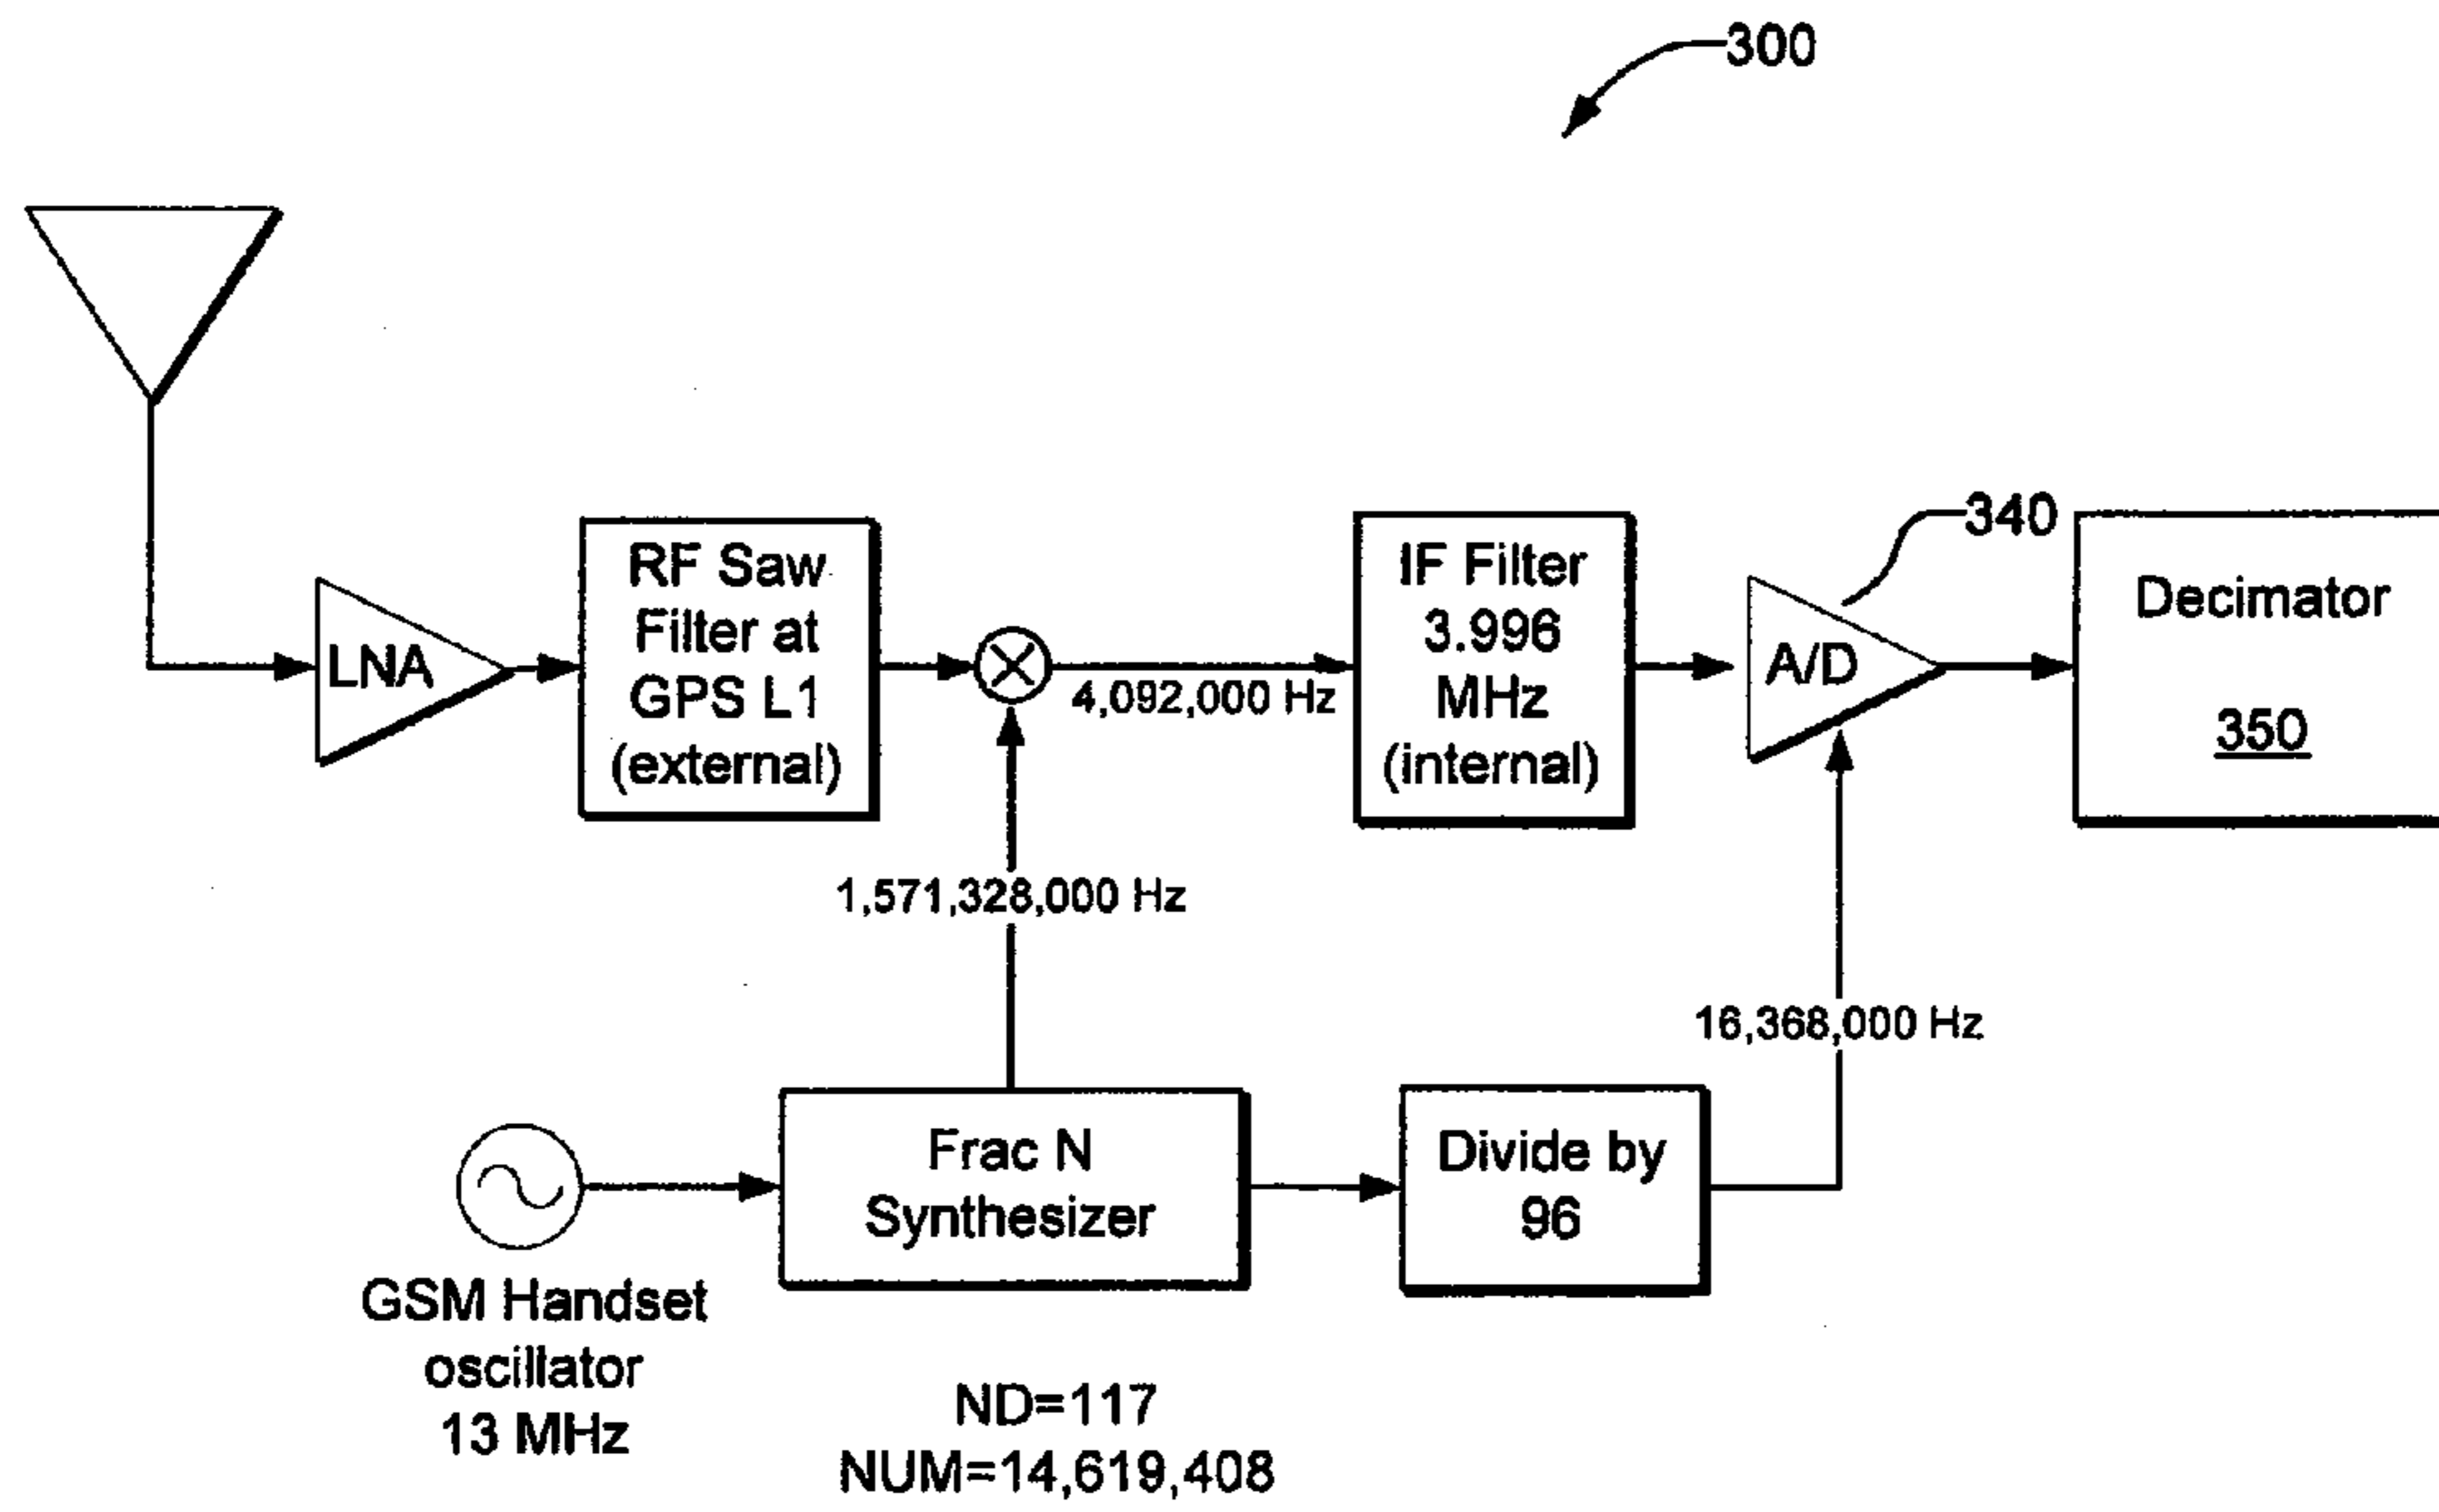 300
340
RF Saw
Filter at
GPS L1
(external)
IF Filter
3.996
MHz
(internal)
LNA
A/D
Decimator
350
4,092,000 Hz
1,571,328,000 Hz
16,368,000 Hz
Frac N
Synthesizer
Divide by
96
GSM Handset
oscillator
13 MHz
ND=117
NUM=14,619,408